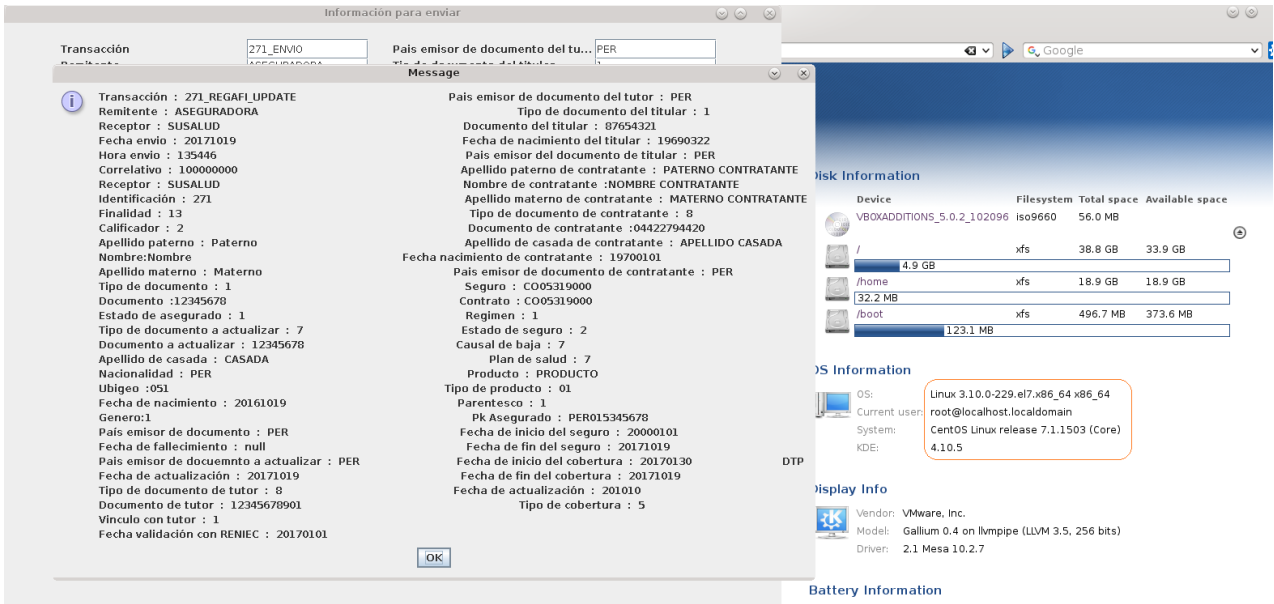 Información para enviar
Transacción 271_ENVIO Pais emisor de documento del tu... PER
Google
Message
Transacción : 271_REGAFI_UPDATE Pais emisor de documento del tutor : PER
Remitente : ASEGURADORA Tipo de documento del titular : 1
Receptor : SUSALUD Documento del titular : 87654321
Fecha envio : 20171019 Fecha de nacimiento del titular : 19690322
Hora envio : 135446 Pais emisor del documento de titular : PER
Correlativo : 100000000 Apellido paterno de contratante : PATERNO CONTRATANTE
Receptor : SUSALUD Nombre de contratante :NOMBRE CONTRATANTE
Identificación : 271 Apellido materno de contratante : MATERNO CONTRATANTE
Finalidad : 13 Tipo de documento de contratante : 8
Calificador : 2 Documento de contratante :04422794420
Apellido paterno : Paterno Apellido de casada de contratante : APELLIDO CASADA
Nombre:Nombre Fecha nacimiento de contratante : 19700101
Apellido materno : Materno Pais emisor de documento de contratante : PER
Tipo de documento : 1 Seguro : CO05319000
Documento :12345678 Contrato : CO05319000
Estado de asegurado : 1 Regimen : 1
Tipo de documento a actualizar : 7 Estado de seguro : 2
Documento a actualizar : 12345678 Causal de baja : 7
Apellido de casada : CASADA Plan de salud : 7
Nacionalidad : PER Producto : PRODUCTO
Ubigeo :051 Tipo de producto : 01
Fecha de nacimiento : 20161019 Parentesco : 1
Genero:1 Pk Asegurado : PER015345678
País emisor de documento : PER Fecha de inicio del seguro : 20000101
Fecha de fallecimiento : null Fecha de fin del seguro : 20171019
Pais emisor de docuemnto a actualizar : PER Fecha de inicio del cobertura : 20170130 DTP
Fecha de actualización : 20171019 Fecha de fin del cobertura : 20171019
Tipo de documento de tutor : 8 Fecha de actualización : 201010
Documento de tutor : 12345678901 Tipo de cobertura : 5
Vinculo con tutor : 1
Fecha validación con RENIEC : 20170101
OK
Disk Information
Device Filesystem Total space Available space
VBOXADDITIONS_5.0.2_102096 iso9660 56.0 MB
/ xfs 38.8 GB 33.9 GB
4.9 GB
/home xfs 18.9 GB 18.9 GB
32.2 MB
/boot xfs 496.7 MB 373.6 MB
123.1 MB
OS Information
OS: Linux 3.10.0-229.el7.x86_64 x86_64
Current user: root@localhost.localdomain
System: CentOS Linux release 7.1.1503 (Core)
KDE: 4.10.5
Display Info
Vendor: VMware, Inc.
Model: Gallium 0.4 on llvmpipe (LLVM 3.5, 256 bits)
Driver: 2.1 Mesa 10.2.7
Battery Information